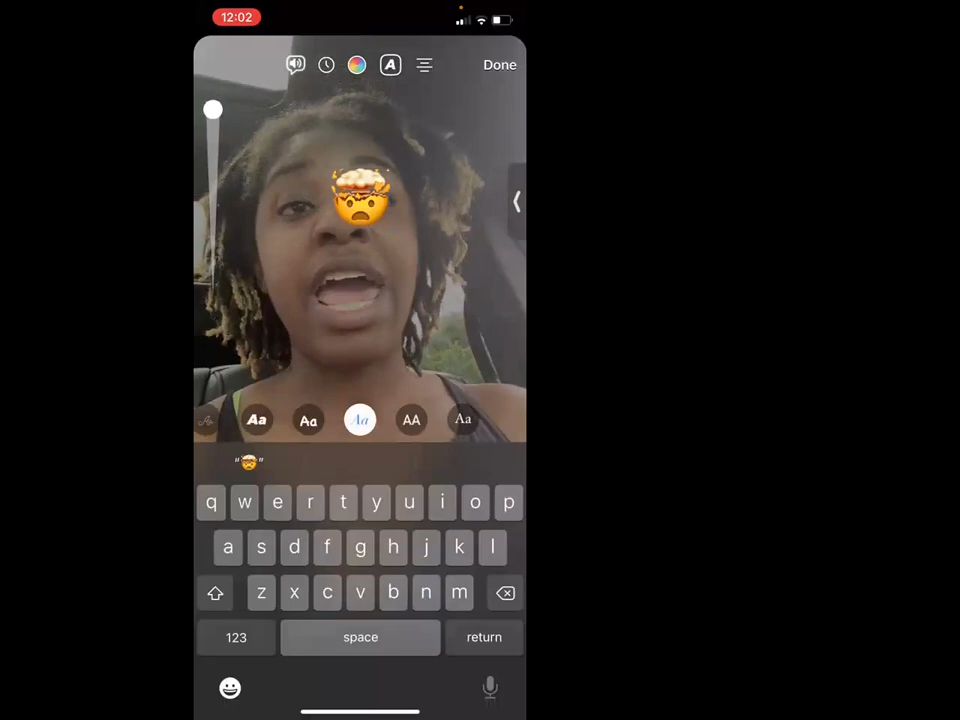 12:02
A
Done
Aa Aa Aa AA Aa
"🤯"
q w e r t y u i o p
a s d f g h j k l
z x c v b n m
123 space return